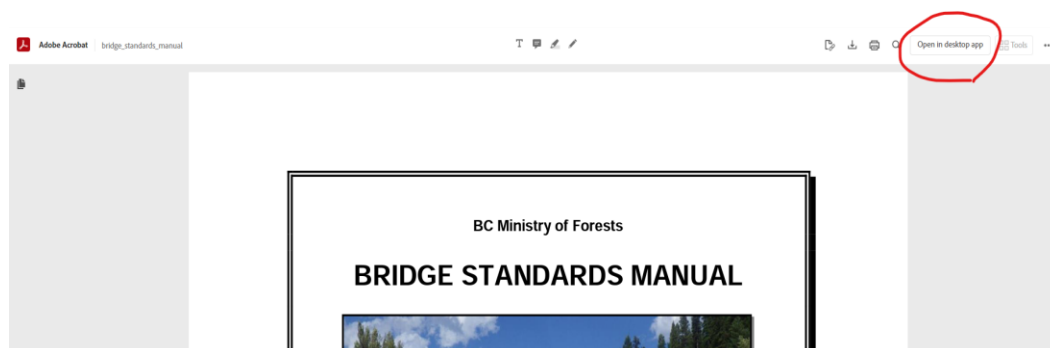 Adobe Acrobat bridge_standards_manual T Open in desktop app Tools
BC Ministry of Forests
BRIDGE STANDARDS MANUAL